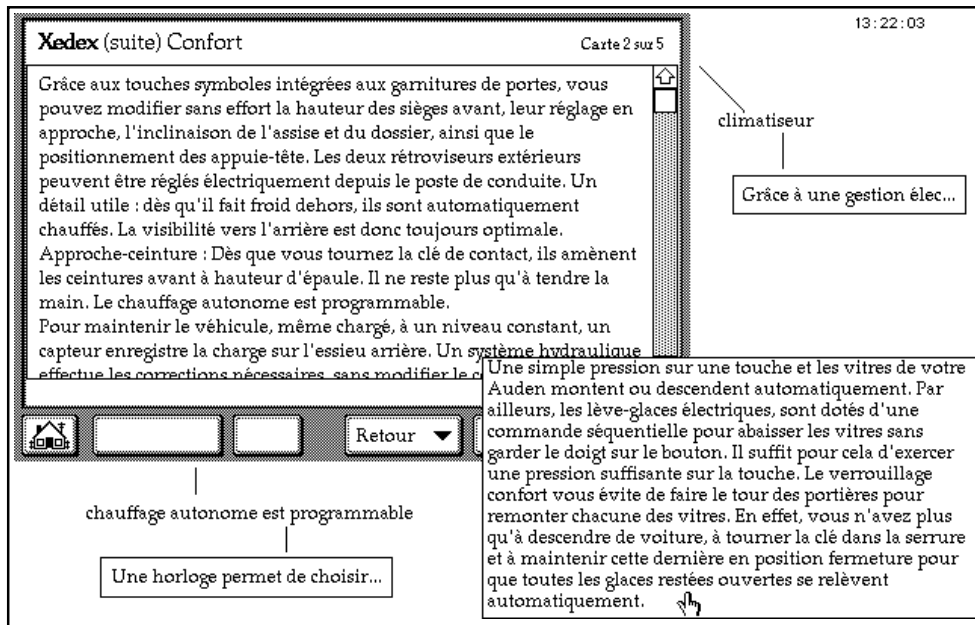 13:22:03
Xedex (suite) Confort
Carte 2 sur 5
Grâce aux touches symboles intégrées aux garnitures de portes, vous
pouvez modifier sans effort la hauteur des sièges avant, leur réglage en
approche, l'inclinaison de l'assise et du dossier, ainsi que le
positionnement des appuie-tête. Les deux rétroviseurs extérieurs
peuvent être réglés électriquement depuis le poste de conduite. Un
détail utile : dès qu'il fait froid dehors, ils sont automatiquement
chauffés. La visibilité vers l'arrière est donc toujours optimale.
Approche-ceinture : Dès que vous tournez la clé de contact, ils amènent
les ceintures avant à hauteur d'épaule. Il ne reste plus qu'à tendre la
main. Le chauffage autonome est programmable.
Pour maintenir le véhicule, même chargé, à un niveau constant, un
capteur enregistre la charge sur l'essieu arrière. Un système hydraulique
effectue les corrections nécessaires, sans modifier le
climatiseur
Grâce à une gestion élec...
Retour
chauffage autonome est programmable
Une horloge permet de choisir...
Une simple pression sur une touche et les vitres de votre
Auden montent ou descendent automatiquement. Par
ailleurs, les lève-glaces électriques, sont dotés d'une
commande séquentielle pour abaisser les vitres sans
garder le doigt sur le bouton. Il suffit pour cela d'exercer
une pression suffisante sur la touche. Le verrouillage
confort vous évite de faire le tour des portières pour
remonter chacune des vitres. En effet, vous n'avez plus
qu'à descendre de voiture, à tourner la clé dans la serrure
et à maintenir cette dernière en position fermeture pour
que toutes les glaces restées ouvertes se relèvent
automatiquement.